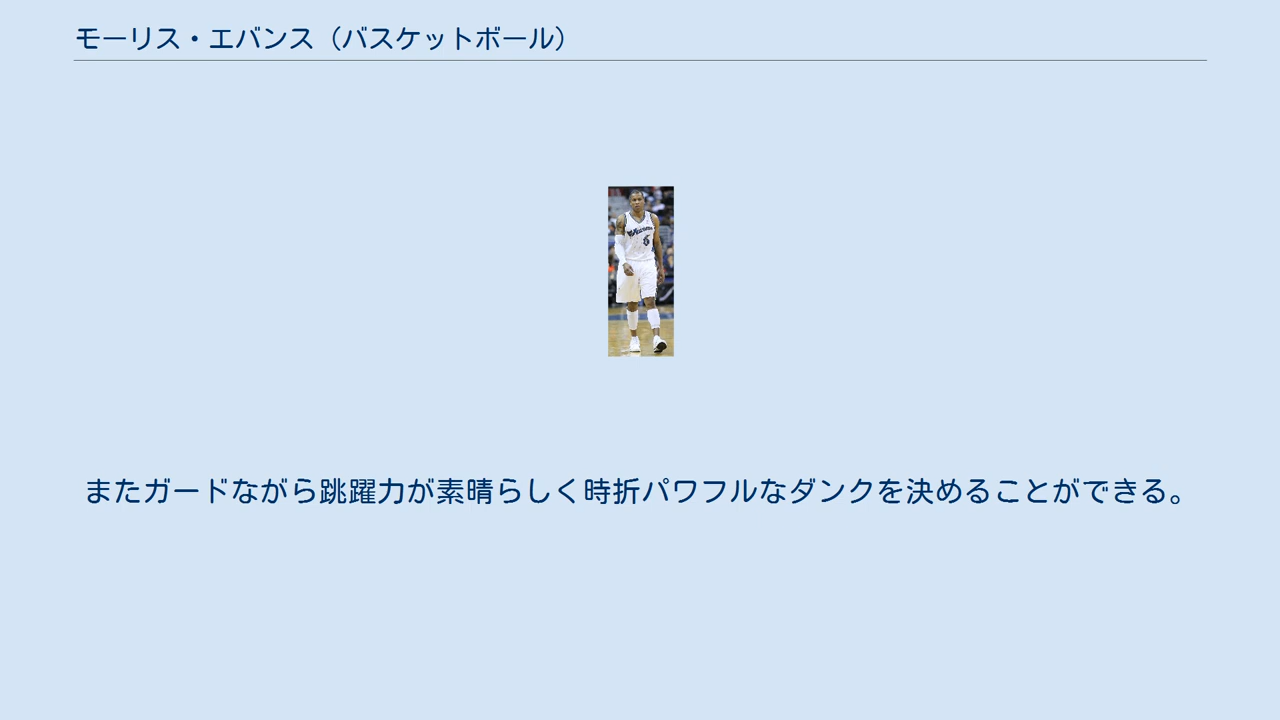 モーリス・エバンス（バスケットボール）
またガードながら跳躍力が素晴らしく時折パワフルなダンクを決めることができる。